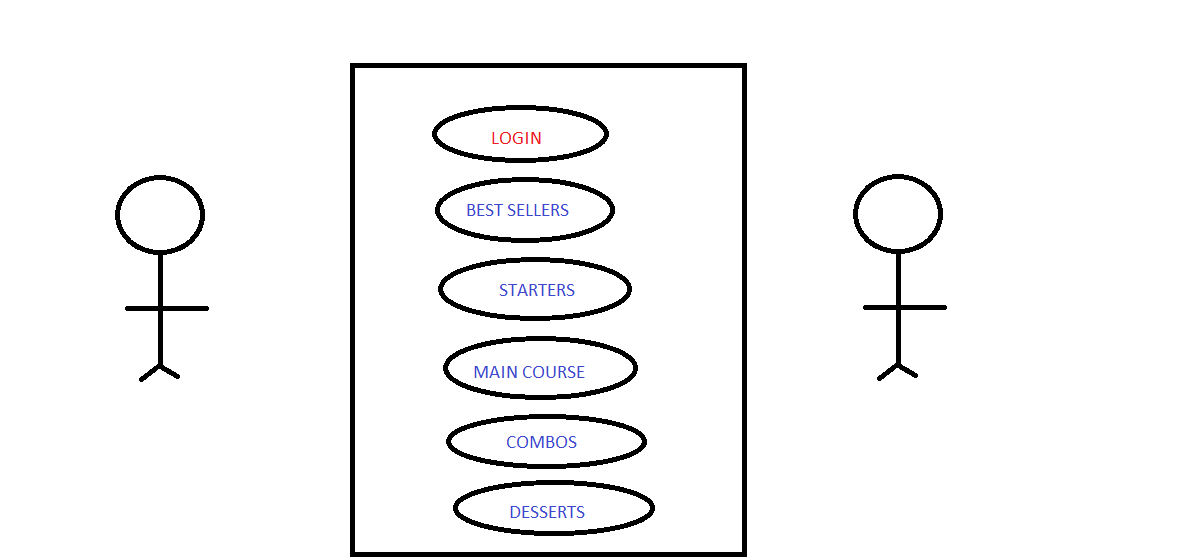 LOGIN
BEST SELLERS
STARTERS
MAIN COURSE
COMBOS
DESSERTS